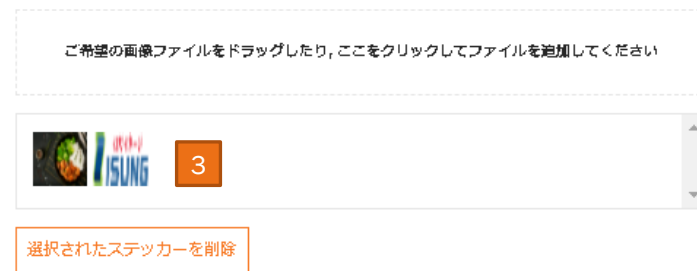 ご希望の画像ファイルをドラッグしたり, ここをクリックしてファイルを追加してください
ISUNG
3
選択されたステッカーを削除